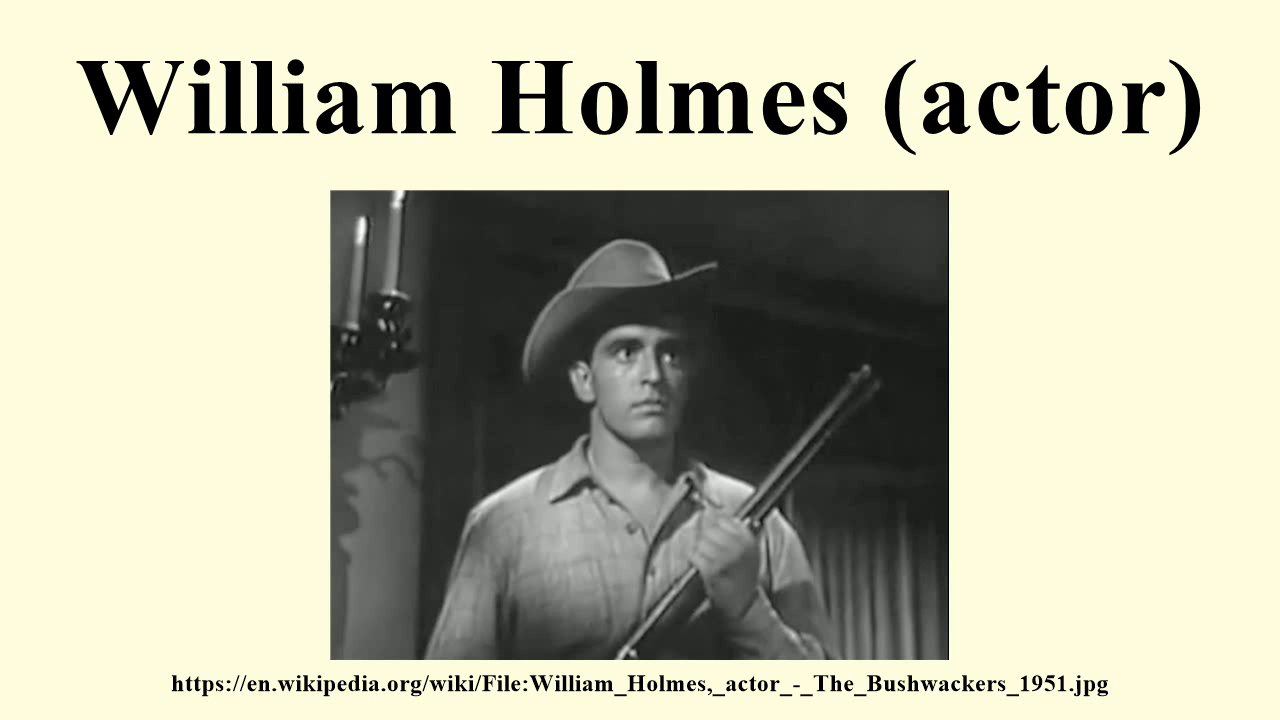 William Holmes (actor)
https://en.wikipedia.org/wiki/File:William_Holmes,_actor_-_The_Bushwackers_1951.jpg